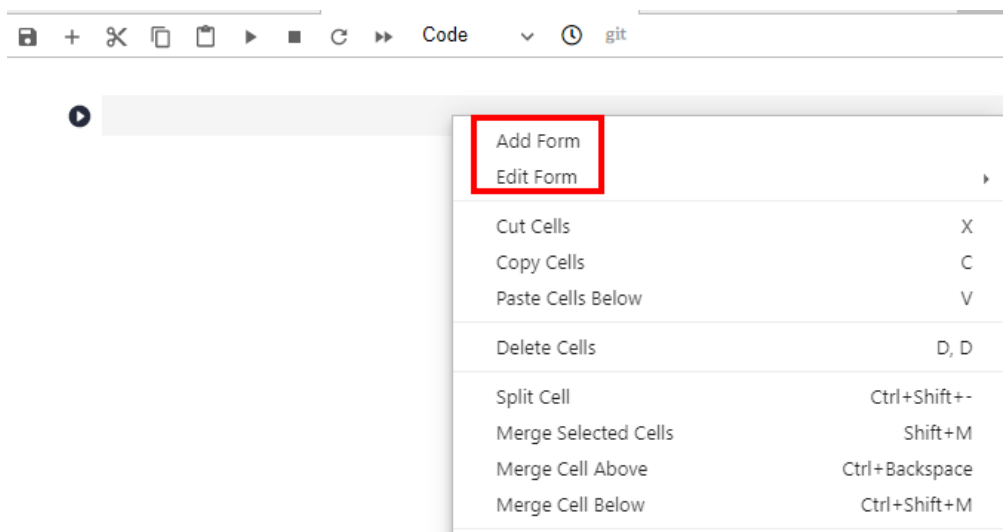 Code git
Add Form
Edit Form
Cut Cells X
Copy Cells C
Paste Cells Below V
Delete Cells D, D
Split Cell Ctrl+Shift+-
Merge Selected Cells Shift+M
Merge Cell Above Ctrl+Backspace
Merge Cell Below Ctrl+Shift+M